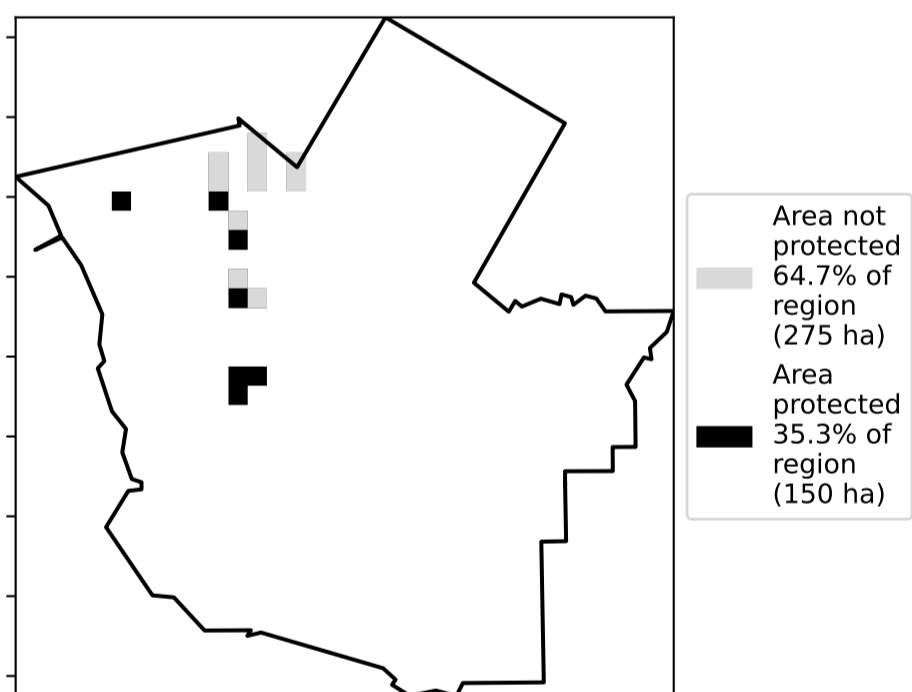 Area not
protected
64.7% of
region
(275 ha)
Area
protected
35.3% of
region
(150 ha)